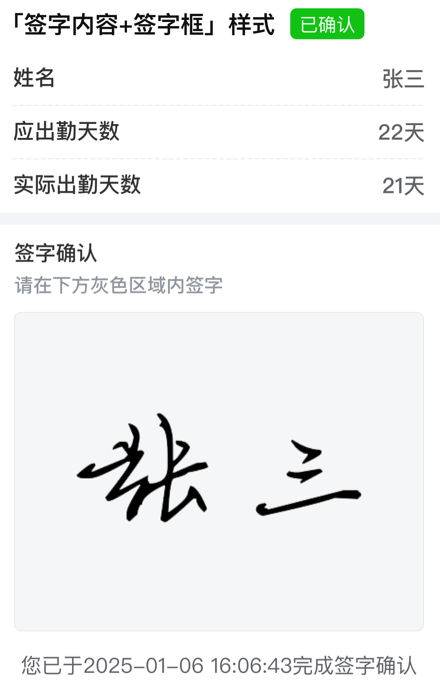 「签字内容+签字框」样式 已确认
姓名 张三
应出勤天数 22天
实际出勤天数 21天
签字确认
请在下方灰色区域内签字
张三
您已于2025-01-06 16:06:43完成签字确认